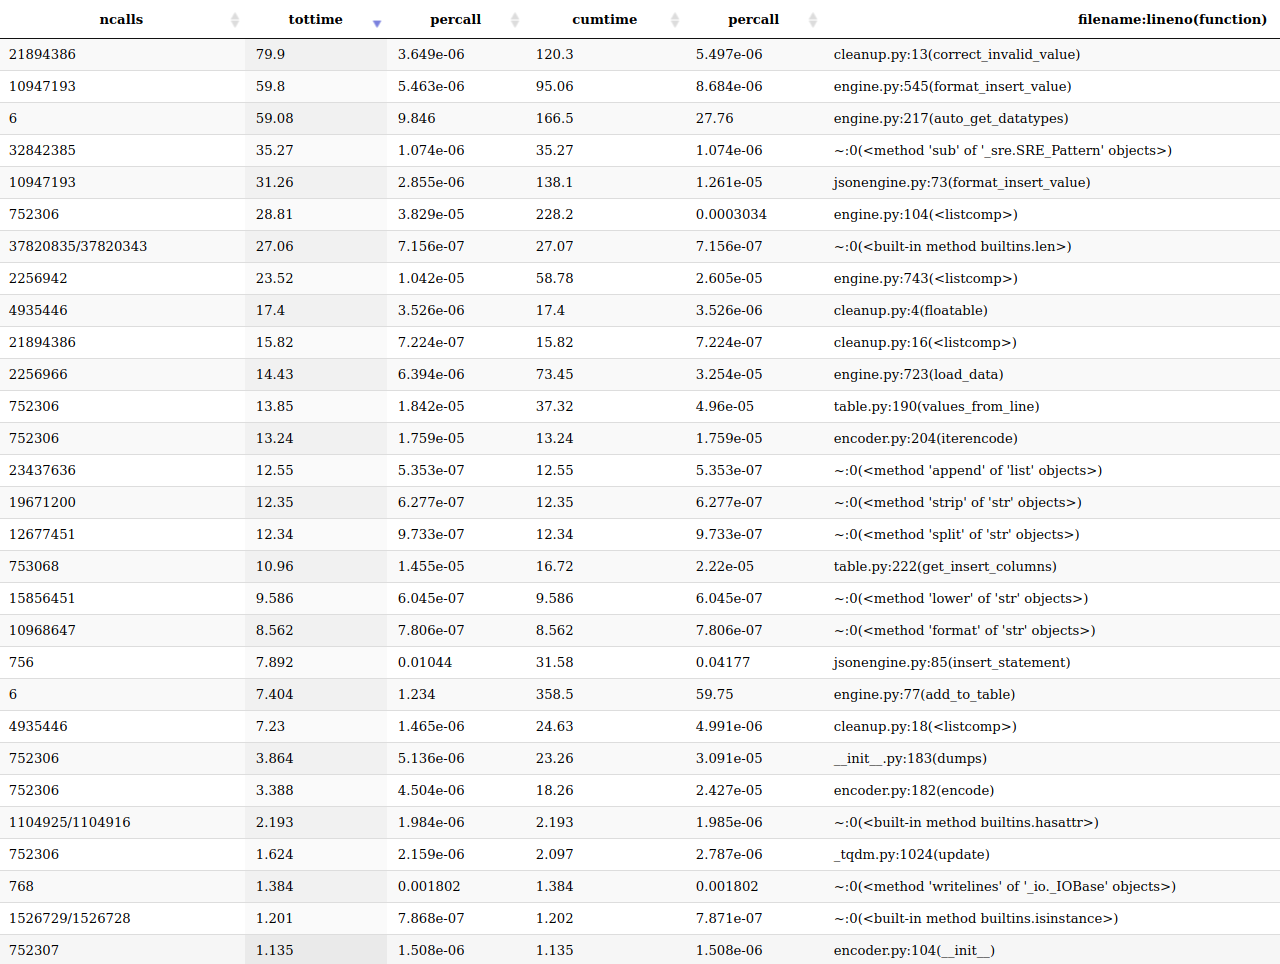 ncalls tottime percall cumtime percall filename:lineno(function)
21894386 79.9 3.649e-06 120.3 5.497e-06 cleanup.py:13(correct_invalid_value)
10947193 59.8 5.463e-06 95.06 8.684e-06 engine.py:545(format_insert_value)
6 59.08 9.846 166.5 27.76 engine.py:217(auto_get_datatypes)
32842385 35.27 1.074e-06 35.27 1.074e-06 ~:0(<method 'sub' of '_sre.SRE_Pattern' objects>)
10947193 31.26 2.855e-06 138.1 1.261e-05 jsonengine.py:73(format_insert_value)
752306 28.81 3.829e-05 228.2 0.0003034 engine.py:104(<listcomp>)
37820835/37820343 27.06 7.156e-07 27.07 7.156e-07 ~:0(<built-in method builtins.len>)
2256942 23.52 1.042e-05 58.78 2.605e-05 engine.py:743(<listcomp>)
4935446 17.4 3.526e-06 17.4 3.526e-06 cleanup.py:4(floatable)
21894386 15.82 7.224e-07 15.82 7.224e-07 cleanup.py:16(<listcomp>)
2256966 14.43 6.394e-06 73.45 3.254e-05 engine.py:723(load_data)
752306 13.85 1.842e-05 37.32 4.96e-05 table.py:190(values_from_line)
752306 13.24 1.759e-05 13.24 1.759e-05 encoder.py:204(iterencode)
23437636 12.55 5.353e-07 12.55 5.353e-07 ~:0(<method 'append' of 'list' objects>)
19671200 12.35 6.277e-07 12.35 6.277e-07 ~:0(<method 'strip' of 'str' objects>)
12677451 12.34 9.733e-07 12.34 9.733e-07 ~:0(<method 'split' of 'str' objects>)
753068 10.96 1.455e-05 16.72 2.22e-05 table.py:222(get_insert_columns)
15856451 9.586 6.045e-07 9.586 6.045e-07 ~:0(<method 'lower' of 'str' objects>)
10968647 8.562 7.806e-07 8.562 7.806e-07 ~:0(<method 'format' of 'str' objects>)
756 7.892 0.01044 31.58 0.04177 jsonengine.py:85(insert_statement)
6 7.404 1.234 358.5 59.75 engine.py:77(add_to_table)
4935446 7.23 1.465e-06 24.63 4.991e-06 cleanup.py:18(<listcomp>)
752306 3.864 5.136e-06 23.26 3.091e-05 __init__.py:183(dumps)
752306 3.388 4.504e-06 18.26 2.427e-05 encoder.py:182(encode)
1104925/1104916 2.193 1.984e-06 2.193 1.985e-06 ~:0(<built-in method builtins.hasattr>)
752306 1.624 2.159e-06 2.097 2.787e-06 _tqdm.py:1024(update)
768 1.384 0.001802 1.384 0.001802 ~:0(<method 'writelines' of '_io._IOBase' objects>)
1526729/1526728 1.201 7.868e-07 1.202 7.871e-07 ~:0(<built-in method builtins.isinstance>)
752307 1.135 1.508e-06 1.135 1.508e-06 encoder.py:104(__init__)